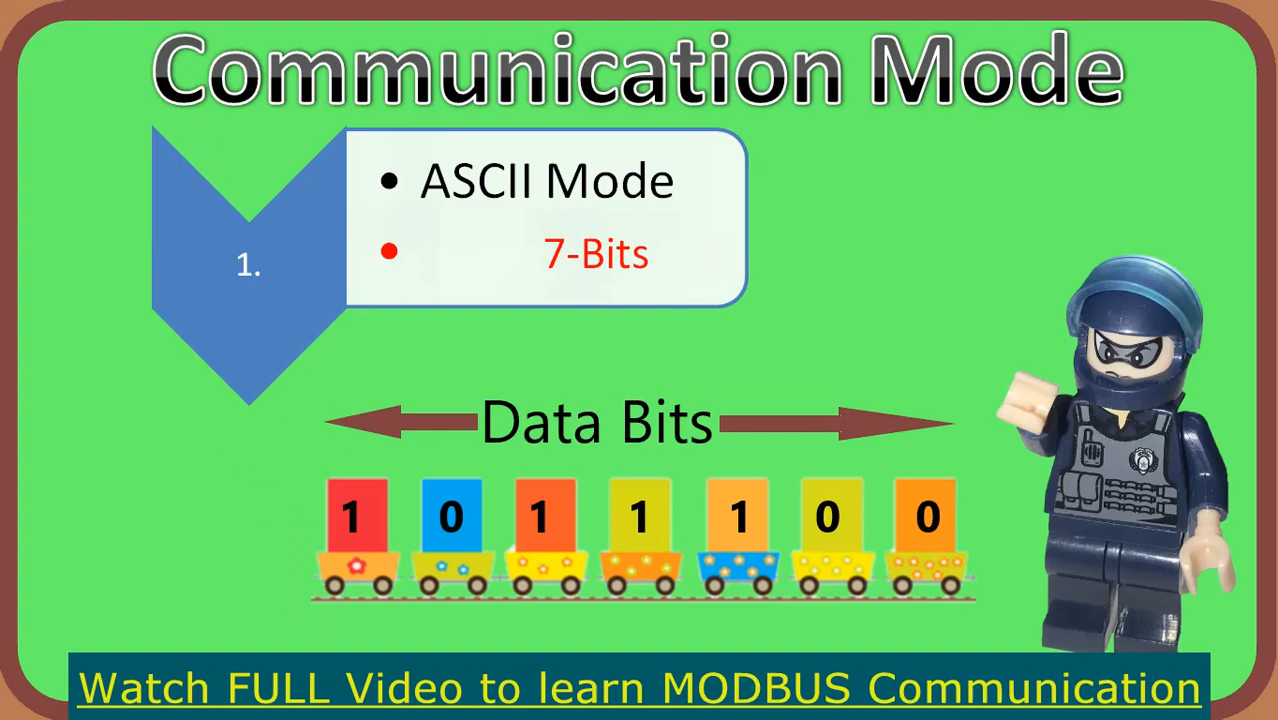 Communication Mode
1.
• ASCII Mode
• 7-Bits
Data Bits
1 0 1 1 1 0 0
Watch FULL Video to learn MODBUS Communication